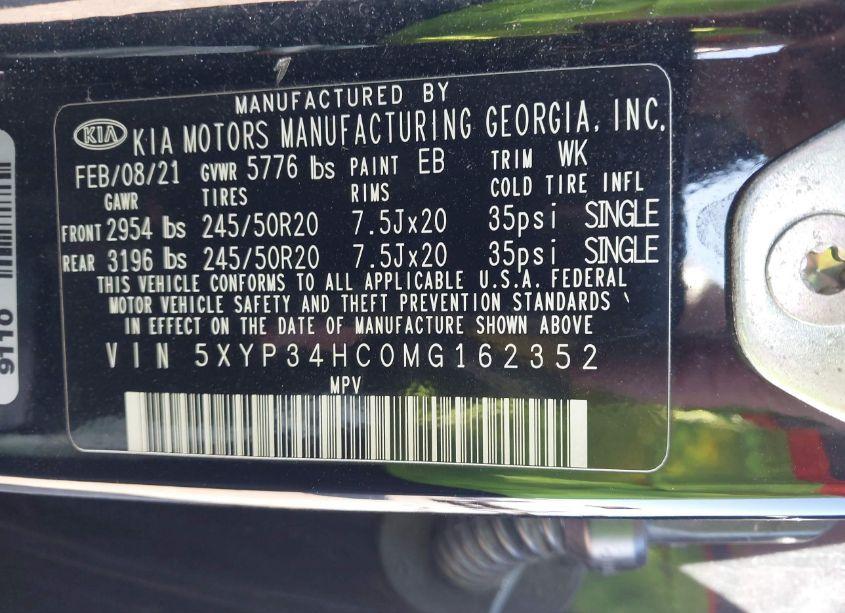 MANUFACTURED BY
KIA KIA MOTORS MANUFACTURING GEORGIA, INC.
FEB/08/21 GVWR 5776 lbs PAINT EB TRIM WK
GAWR TIRES RIMS COLD TIRE INFL
FRONT 2954 lbs 245/50R20 7.5Jx20 35psi SINGLE
REAR 3196 lbs 245/50R20 7.5Jx20 35psi SINGLE
THIS VEHICLE CONFORMS TO ALL APPLICABLE U.S.A. FEDERAL
MOTOR VEHICLE SAFETY AND THEFT PREVENTION STANDARDS
IN EFFECT ON THE DATE OF MANUFACTURE SHOWN ABOVE.
VIN 5XYP34HC0MG162352
MPV
9110